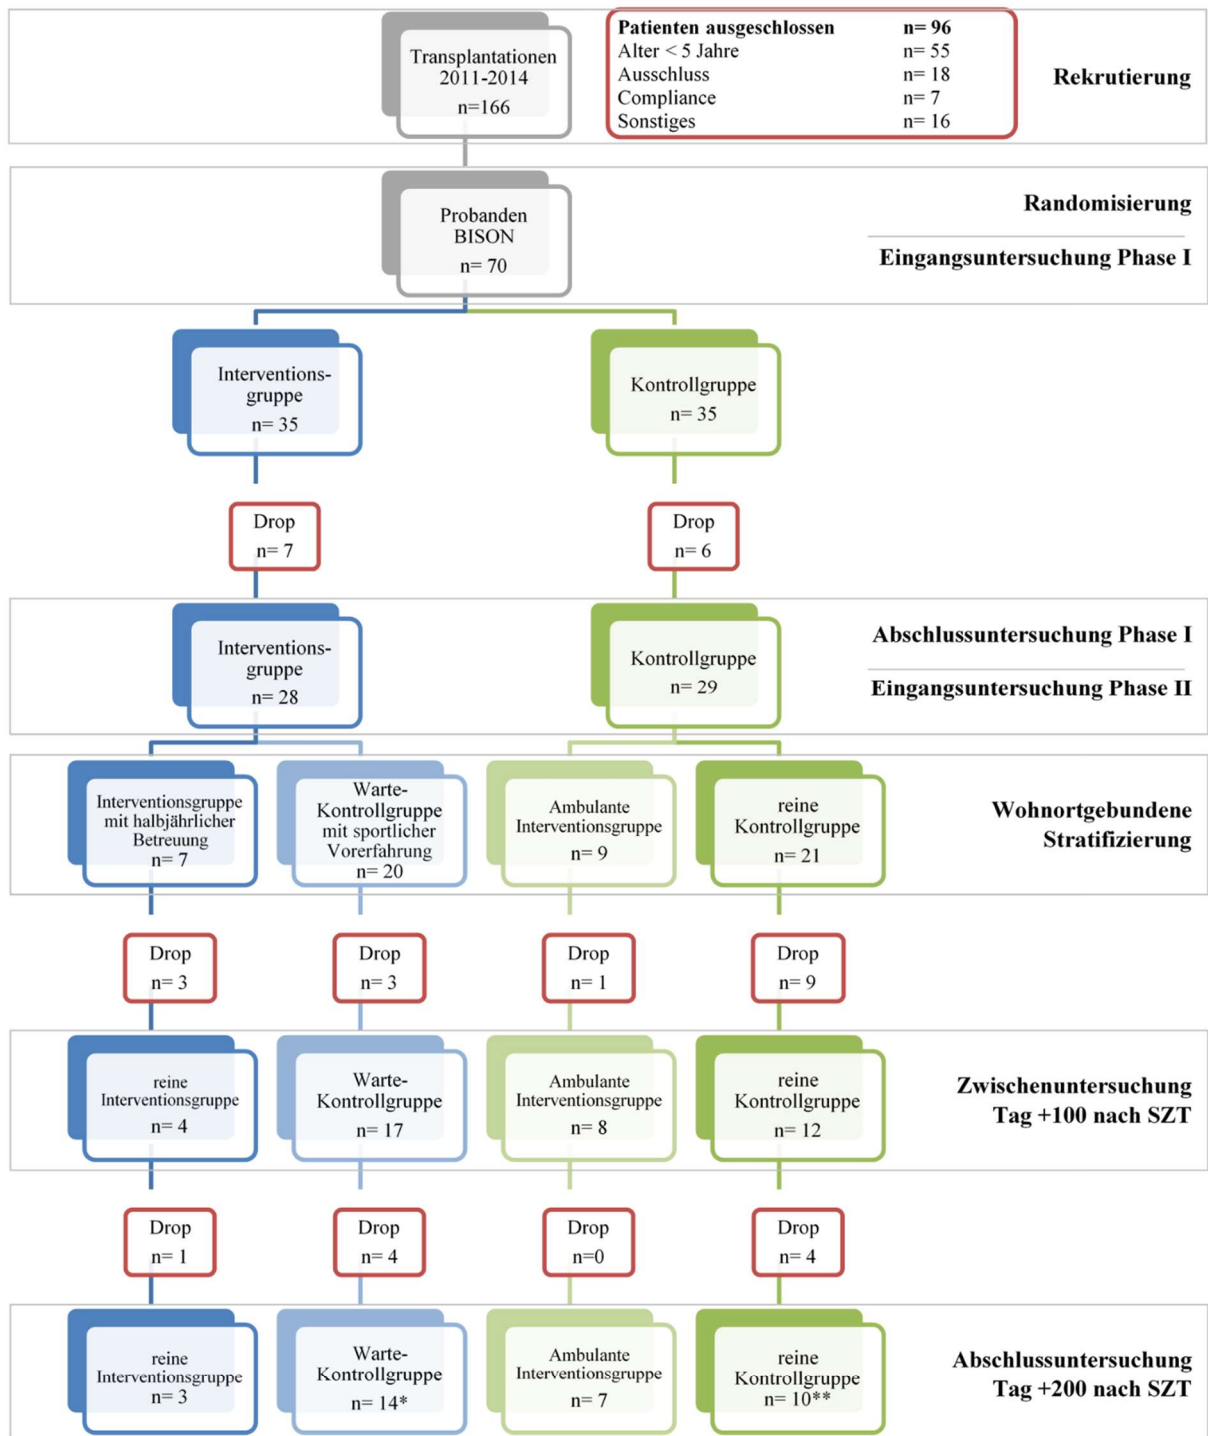 Transplantationen
2011-2014
n=166
Patienten ausgeschlossen n= 96
Alter < 5 Jahre n= 55
Ausschluss n= 18
Compliance n= 7
Sonstiges n= 16
Rekrutierung
Probanden
BISON
n= 70
Randomisierung
Eingangsuntersuchung Phase I
Interventions-
gruppe
n= 35
Kontrollgruppe
n= 35
Drop
n= 7
Drop
n= 6
Interventions-
gruppe
n= 28
Kontrollgruppe
n= 29
Abschlussuntersuchung Phase I
Eingangsuntersuchung Phase II
Interventionsgruppe
mit halbjährlicher
Betreuung
n= 7
Warte-
Kontrollgruppe
mit sportlicher
Vorerfahrung
n= 20
Ambulante
Interventionsgruppe
n= 9
reine
Kontrollgruppe
n= 21
Wohnortgebundene
Stratifizierung
Drop
n= 3
Drop
n= 3
Drop
n= 1
Drop
n= 9
reine
Interventionsgruppe
n= 4
Warte-
Kontrollgruppe
n= 17
Ambulante
Interventionsgruppe
n= 8
reine
Kontrollgruppe
n= 12
Zwischenuntersuchung
Tag +100 nach SZT
Drop
n= 1
Drop
n= 4
Drop
n=0
Drop
n= 4
reine
Interventionsgruppe
n= 3
Warte-
Kontrollgruppe
n= 14*
Ambulante
Interventionsgruppe
n= 7
reine
Kontrollgruppe
n= 10**
Abschlussuntersuchung
Tag +200 nach SZT